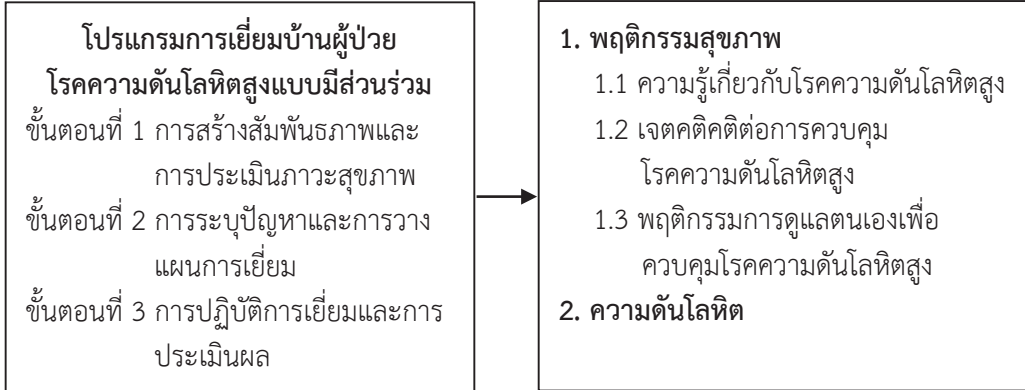 โปรแกรมการเยี่ยมบ้านผู้ป่วย
โรคความดันโลหิตสูงแบบมีส่วนร่วม
ขั้นตอนที่ 1 การสร้างสัมพันธภาพและ
การประเมินภาวะสุขภาพ
ขั้นตอนที่ 2 การระบุปัญหาและการวาง
แผนการเยี่ยม
ขั้นตอนที่ 3 การปฏิบัติการเยี่ยมและการ
ประเมินผล
1. พฤติกรรมสุขภาพ
1.1 ความรู้เกี่ยวกับโรคความดันโลหิตสูง
1.2 เจตคติคติต่อการควบคุม
โรคความดันโลหิตสูง
1.3 พฤติกรรมการดูแลตนเองเพื่อ
ควบคุมโรคความดันโลหิตสูง
2. ความดันโลหิต